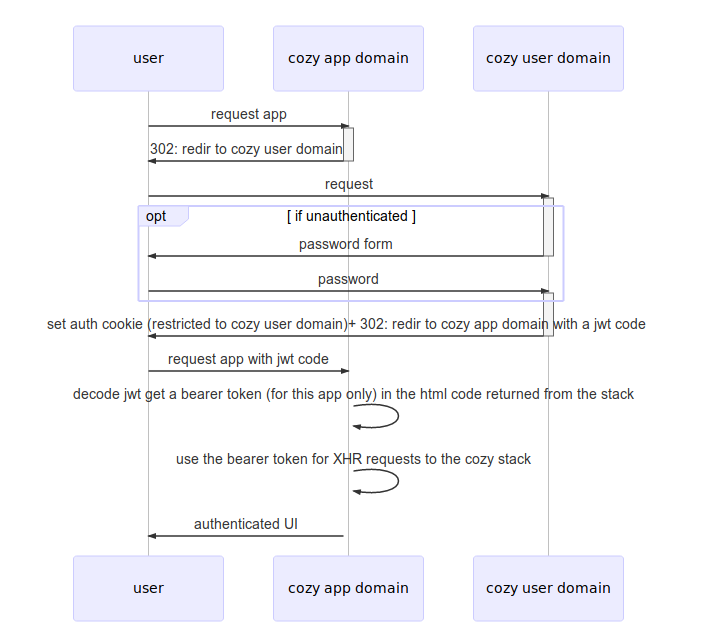 user
cozy app domain
cozy user domain
request app
302: redir to cozy user domain
request
opt
[ if unauthenticated ]
password form
password
set auth cookie (restricted to cozy user domain)+ 302: redir to cozy app domain with a jwt code
request app with jwt code
decode jwt get a bearer token (for this app only) in the html code returned from the stack
use the bearer token for XHR requests to the cozy stack
authenticated UI
user
cozy app domain
cozy user domain